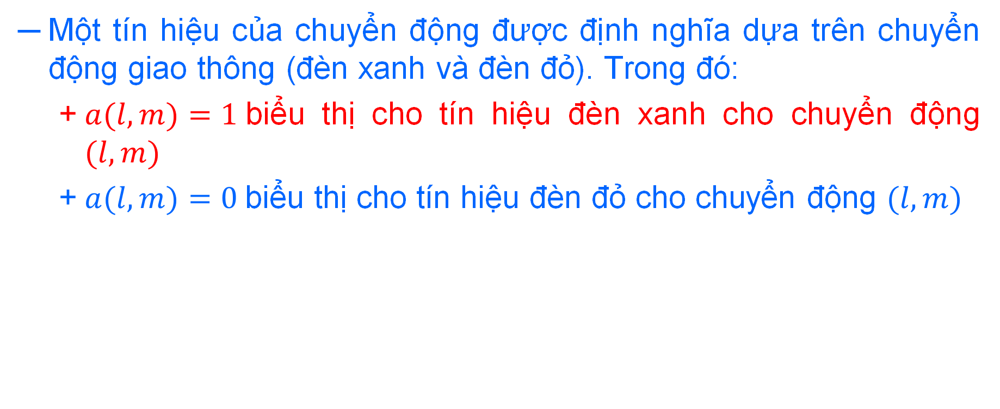 – Một tín hiệu của chuyển động được định nghĩa dựa trên chuyển
động giao thông (đèn xanh và đèn đỏ). Trong đó:
+ a(l, m) = 1 biểu thị cho tín hiệu đèn xanh cho chuyển động
(l, m)
+ a(l, m) = 0 biểu thị cho tín hiệu đèn đỏ cho chuyển động (l, m)